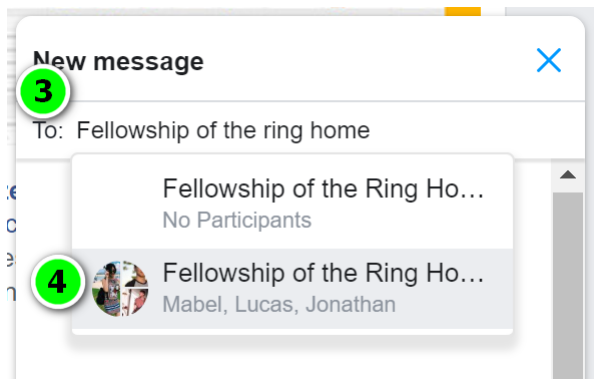 New message
3
To: Fellowship of the ring home
Fellowship of the Ring Ho...
No Participants
4
Fellowship of the Ring Ho...
Mabel, Lucas, Jonathan